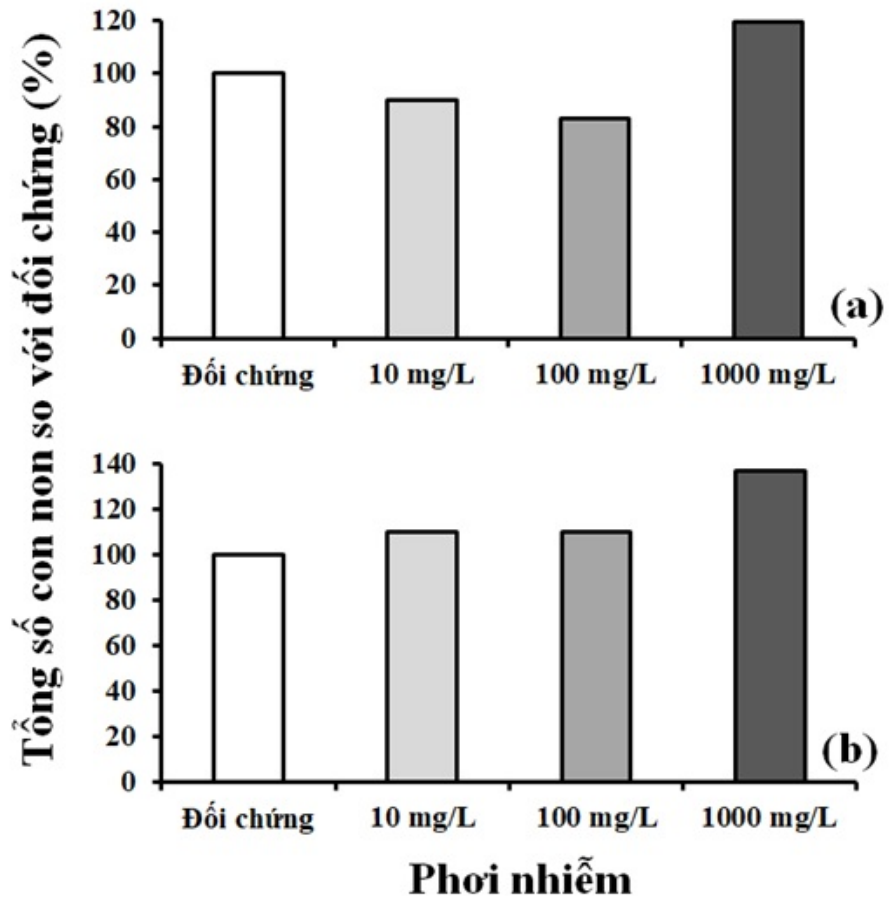 Tổng số con non so với đối chứng (%)
120
100
80
60
40
20
0
(a)
Đối chứng 10 mg/L 100 mg/L 1000 mg/L
140
120
100
80
60
40
20
0
(b)
Đối chứng 10 mg/L 100 mg/L 1000 mg/L
Phơi nhiễm